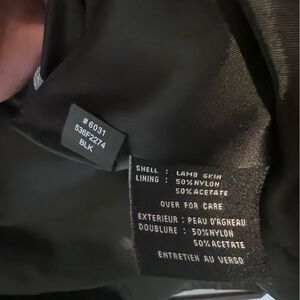 # 6031
536F2274
BLK
SHELL : LAMB SKIN
LINING : 50%NYLON
50%ACETATE
OVER FOR CARE
EXTERIEUR : PEAU D'AGNEAU
DOUBLURE : 50%NYLON
50%ACETATE
ENTRETIEN AU VERSO